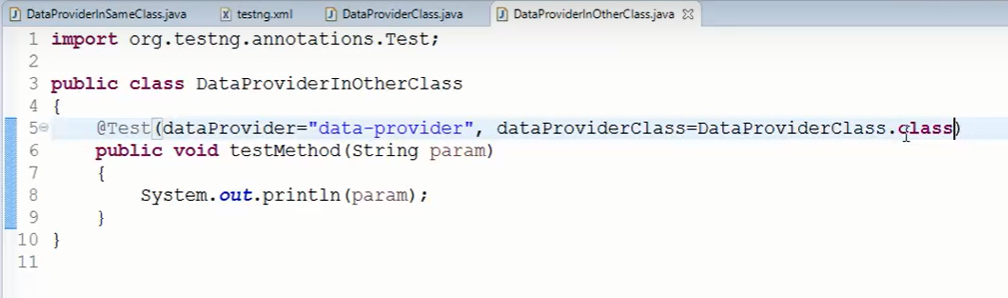 DataProviderInSameClass.java testng.xml DataProviderClass.java DataProviderInOtherClass.java
1 import org.testng.annotations.Test;
2
3 public class DataProviderInOtherClass
4 {
5 @Test(dataProvider="data-provider", dataProviderClass=DataProviderClass.class)
6 public void testMethod(String param)
7 {
8 System.out.println(param);
9 }
10 }
11